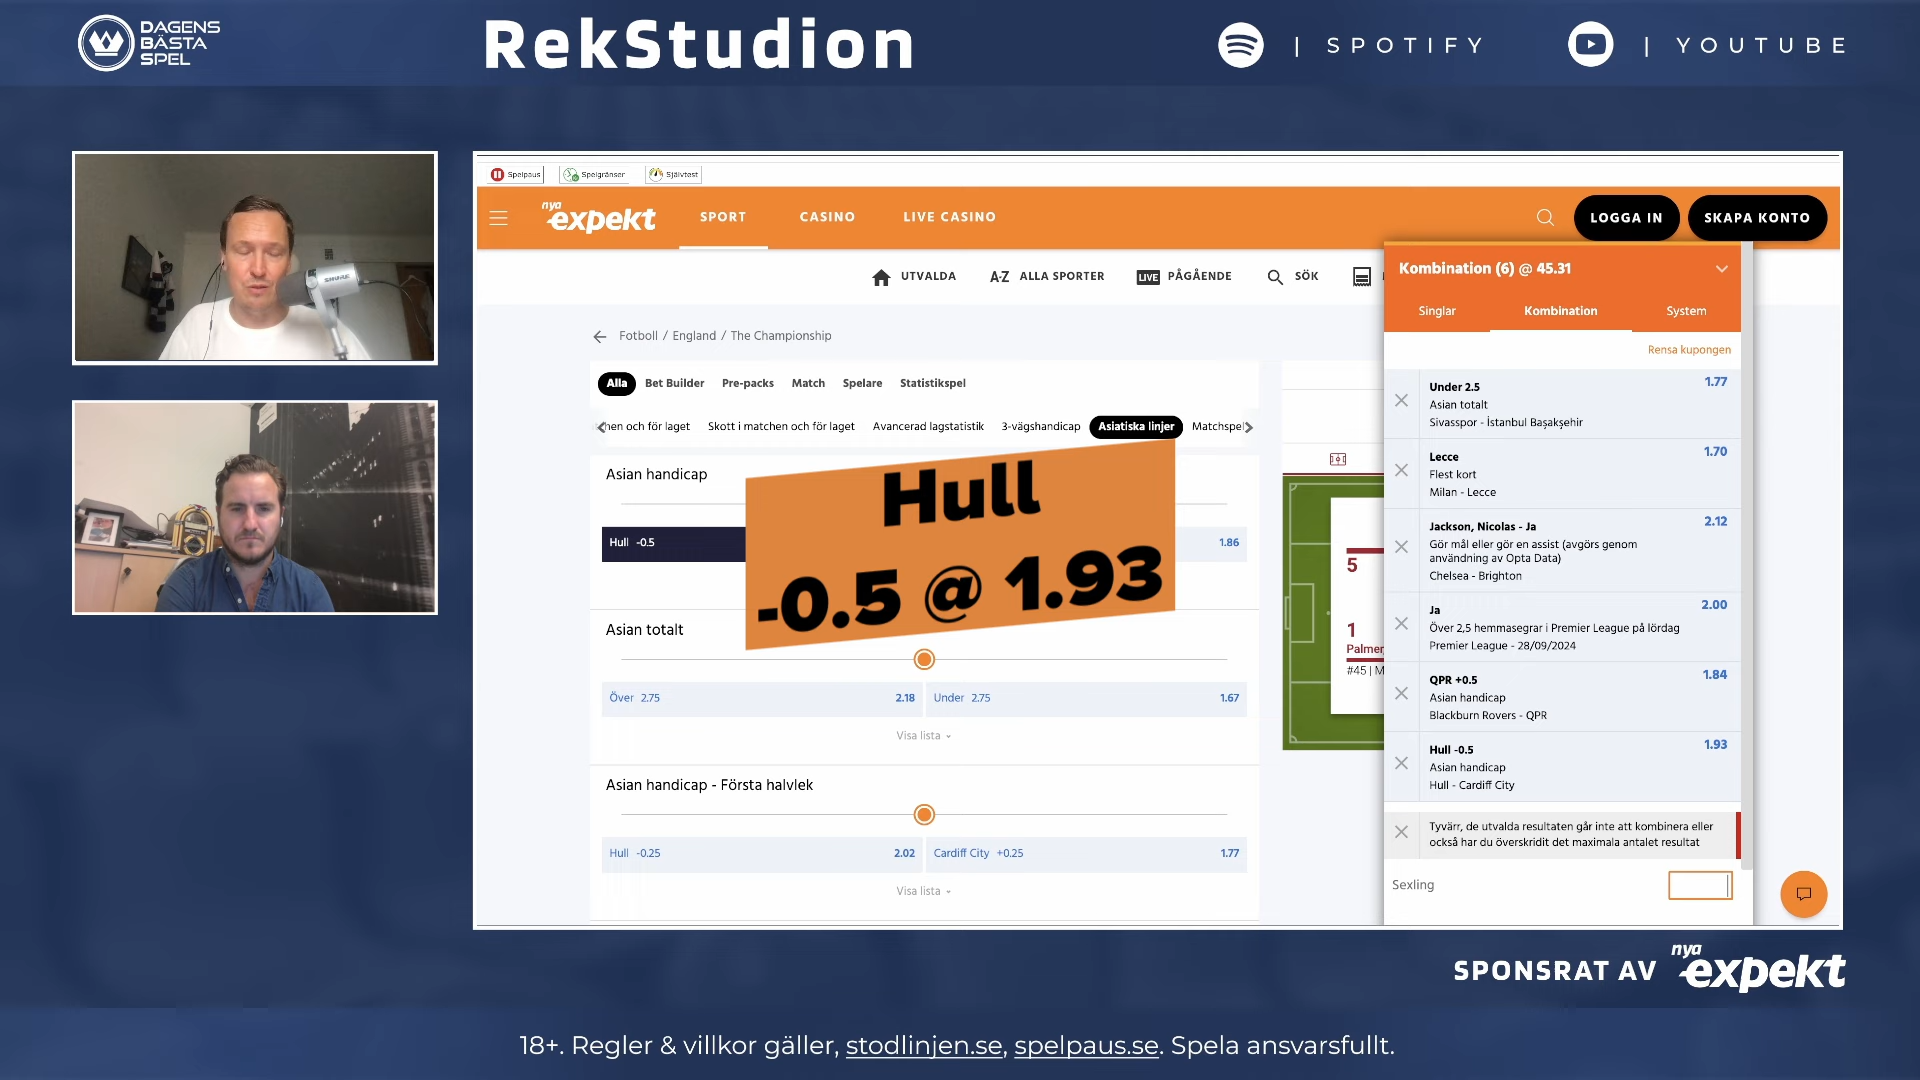 DAGENS
BÄSTA
SPEL
RekStudion
| SPOTIFY
| YOUTUBE
Spelpaus
Spelgränser
Självtest
nya
expekt
SPORT
CASINO
LIVE CASINO
LOGGA IN
SKAPA KONTO
UTVALDA
A-Z ALLA SPORTER
LIVE PÅGÅENDE
SÖK
Fotboll / England / The Championship
Alla
Bet Builder
Pre-packs
Match
Spelare
Statistikspel
hen och för laget
Skott i matchen och för laget
Avancerad lagstatistik
3-vägshandicap
Asiatiska linjer
Matchspel
Asian handicap
Hull -0.5
1.86
Hull
-0.5 @ 1.93
Asian totalt
Över 2.75 2.18
Under 2.75 1.67
Visa lista
Asian handicap - Första halvlek
Hull -0.25 2.02
Cardiff City +0.25 1.77
Visa lista
5
1
Palmer,
#45 | M
Kombination (6) @ 45.31
Singlar
Kombination
System
Rensa kupongen
Under 2.5 1.77
Asian totalt
Sivasspor - İstanbul Başakşehir
Lecce 1.70
Flest kort
Milan - Lecce
Jackson, Nicolas - Ja 2.12
Gör mål eller gör en assist (avgörs genom
användning av Opta Data)
Chelsea - Brighton
Ja 2.00
Över 2,5 hemmasegrar i Premier League på lördag
Premier League - 28/09/2024
QPR +0.5 1.84
Asian handicap
Blackburn Rovers - QPR
Hull -0.5 1.93
Asian handicap
Hull - Cardiff City
Tyvärr, de utvalda resultaten går inte att kombinera eller
också har du överskridit det maximala antalet resultat
Sexling
SPONSRAT AV nya expekt
18+. Regler & villkor gäller, stodlinjen.se, spelpaus.se. Spela ansvarsfullt.